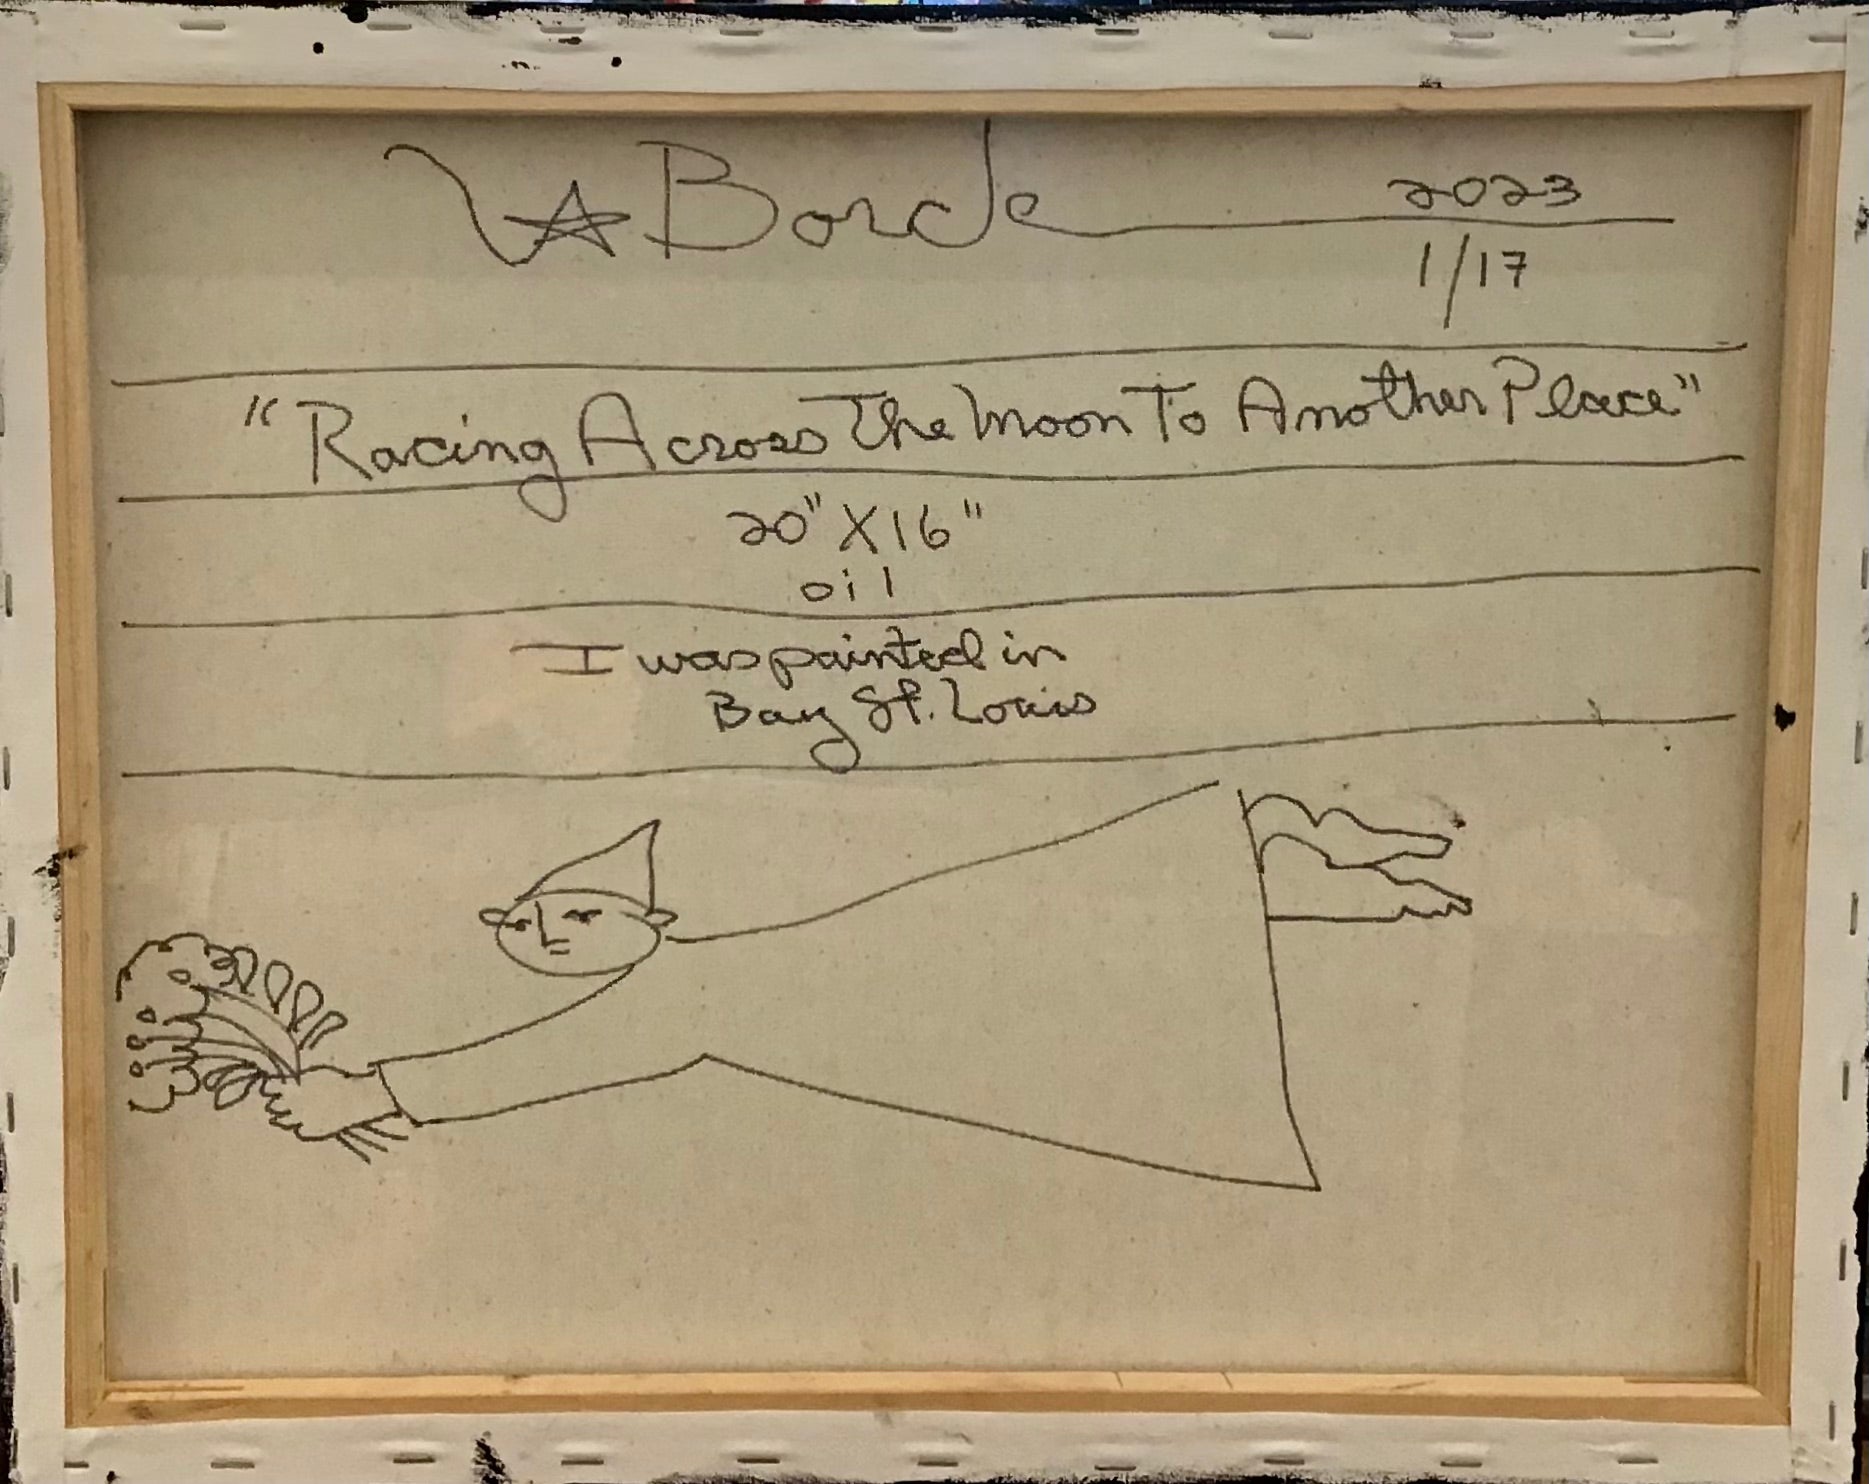 LABorde 2023
1/17
"Racing Across The Moon To Another Place"
20" X 16"
oil
I was painted in
Bay St. Louis